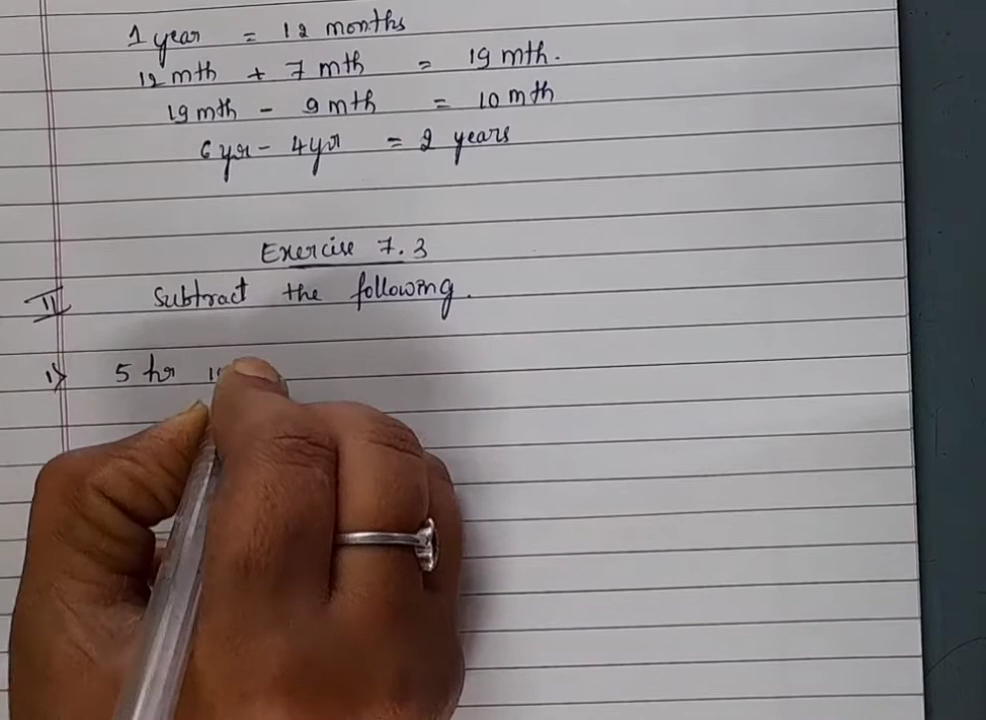 1 year = 12 months
12 mth + 7 mth = 19 mth.
19 mth - 9 mth = 10 mth
6 yr - 4 yr = 2 years
Exercise 7.3
II Subtract the following.
1) 5 hr